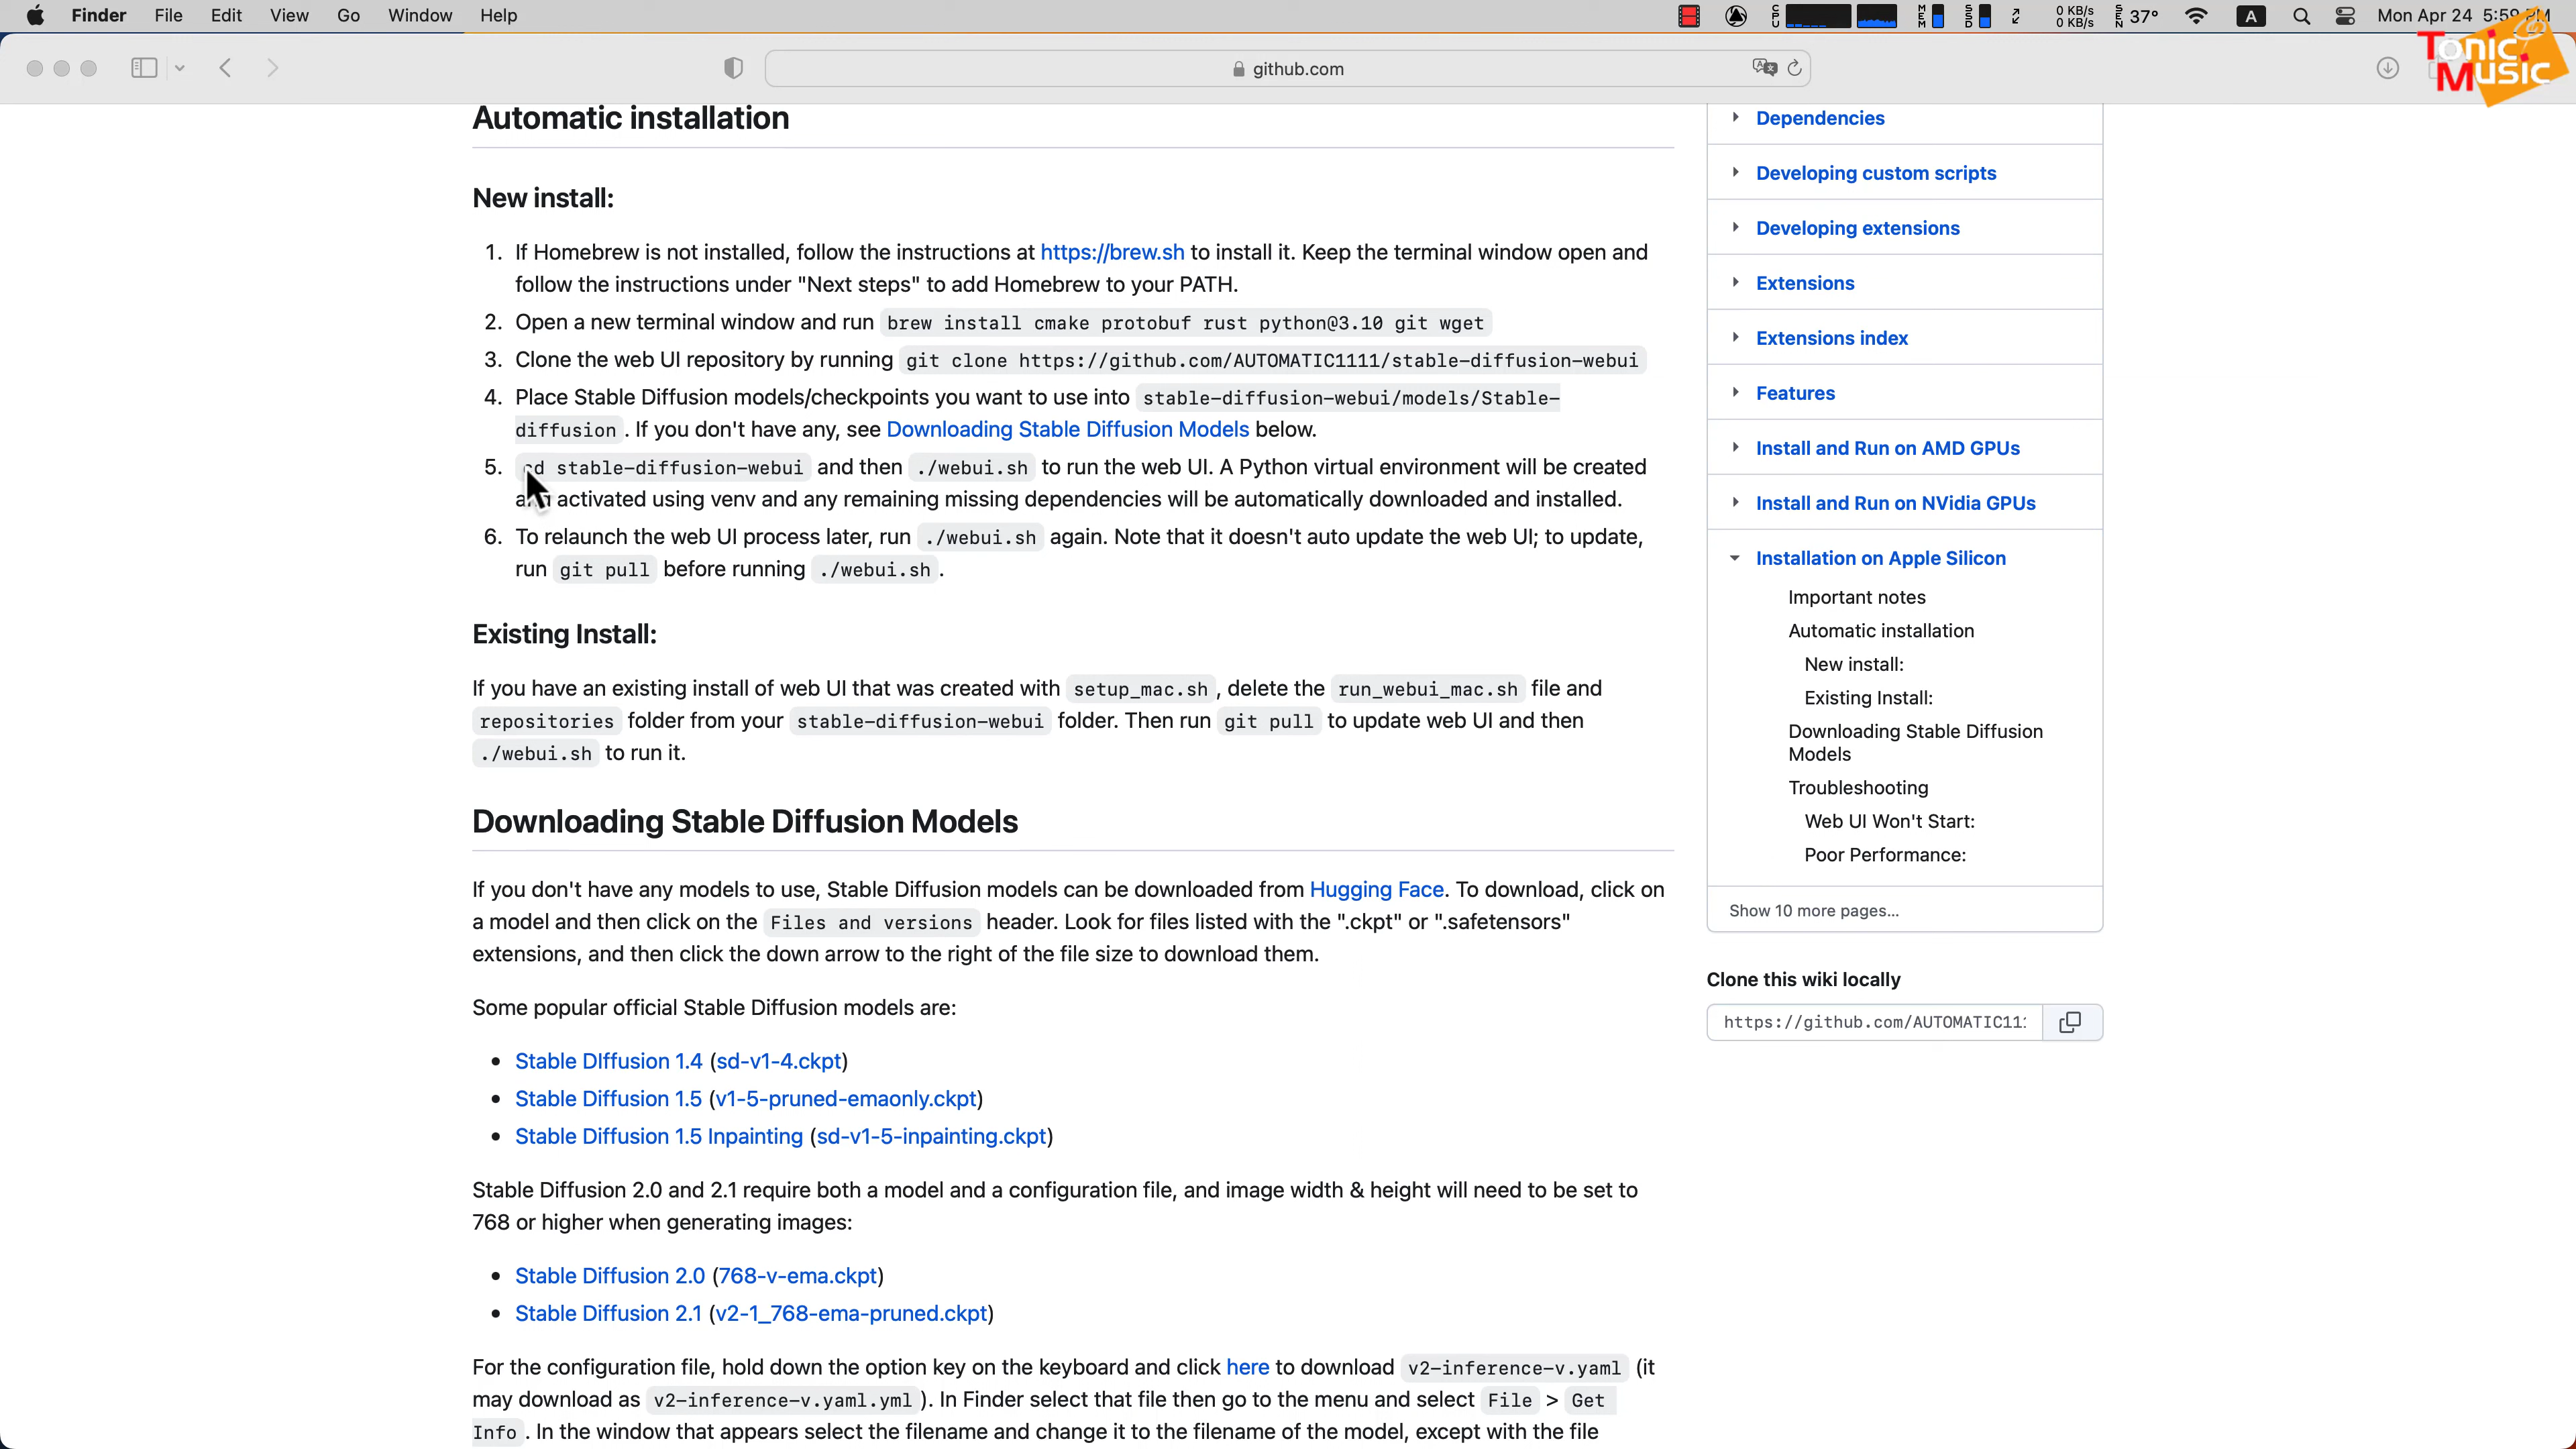 Finder File Edit View Go Window Help
CPU MEM SSD 0 KB/s 0 KB/s SEN 37° A Mon Apr 24
Tonic Music
github.com
Automatic installation
New install:
1. If Homebrew is not installed, follow the instructions at https://brew.sh to install it. Keep the terminal window open and
follow the instructions under "Next steps" to add Homebrew to your PATH.
2. Open a new terminal window and run brew install cmake protobuf rust python@3.10 git wget
3. Clone the web UI repository by running git clone https://github.com/AUTOMATIC1111/stable-diffusion-webui
4. Place Stable Diffusion models/checkpoints you want to use into stable-diffusion-webui/models/Stable-
diffusion . If you don't have any, see Downloading Stable Diffusion Models below.
5. cd stable-diffusion-webui and then ./webui.sh to run the web UI. A Python virtual environment will be created
and activated using venv and any remaining missing dependencies will be automatically downloaded and installed.
6. To relaunch the web UI process later, run ./webui.sh again. Note that it doesn't auto update the web UI; to update,
run git pull before running ./webui.sh .
Existing Install:
If you have an existing install of web UI that was created with setup_mac.sh , delete the run_webui_mac.sh file and
repositories folder from your stable-diffusion-webui folder. Then run git pull to update web UI and then
./webui.sh to run it.
Downloading Stable Diffusion Models
If you don't have any models to use, Stable Diffusion models can be downloaded from Hugging Face. To download, click on
a model and then click on the Files and versions header. Look for files listed with the ".ckpt" or ".safetensors"
extensions, and then click the down arrow to the right of the file size to download them.
Some popular official Stable Diffusion models are:
• Stable DIffusion 1.4 (sd-v1-4.ckpt)
• Stable Diffusion 1.5 (v1-5-pruned-emaonly.ckpt)
• Stable Diffusion 1.5 Inpainting (sd-v1-5-inpainting.ckpt)
Stable Diffusion 2.0 and 2.1 require both a model and a configuration file, and image width & height will need to be set to
768 or higher when generating images:
• Stable Diffusion 2.0 (768-v-ema.ckpt)
• Stable Diffusion 2.1 (v2-1_768-ema-pruned.ckpt)
For the configuration file, hold down the option key on the keyboard and click here to download v2-inference-v.yaml (it
may download as v2-inference-v.yaml.yml ). In Finder select that file then go to the menu and select File > Get
Info . In the window that appears select the filename and change it to the filename of the model, except with the file
Dependencies
Developing custom scripts
Developing extensions
Extensions
Extensions index
Features
Install and Run on AMD GPUs
Install and Run on NVidia GPUs
Installation on Apple Silicon
Important notes
Automatic installation
New install:
Existing Install:
Downloading Stable Diffusion
Models
Troubleshooting
Web UI Won't Start:
Poor Performance:
Show 10 more pages...
Clone this wiki locally
https://github.com/AUTOMATIC11